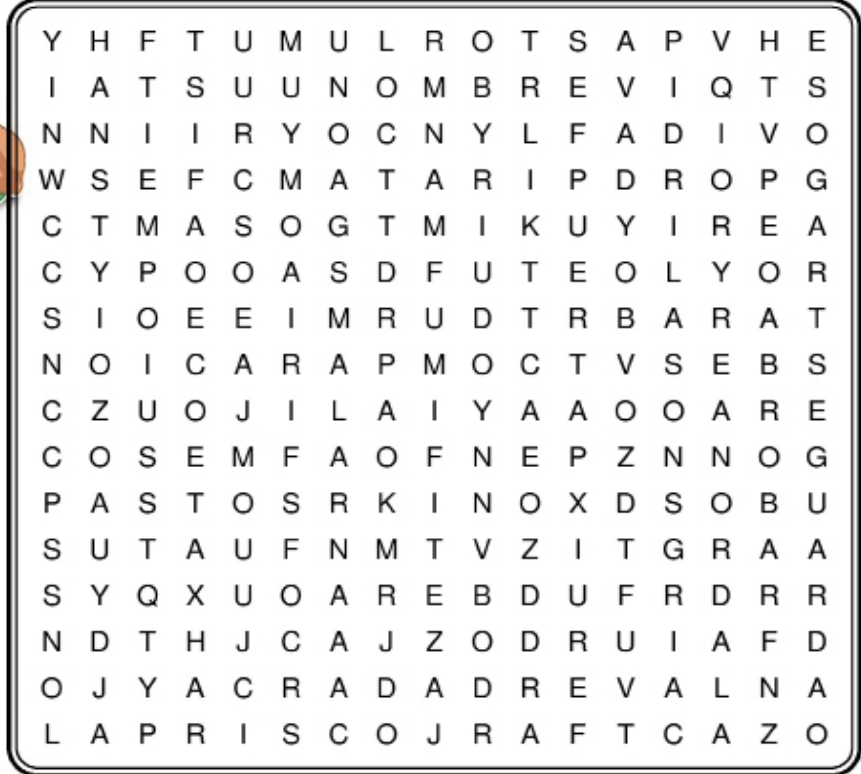 Y H F T U M U L R O T S A P V H E
I A T S U U N O M B R E V I Q T S
N N I I R Y O C N Y L F A D I V O
W S E F C M A T A R I P D R O P G
C T M A S O G T M I K U Y I R E A
C Y P O O A S D F U T E O L Y O R
S I O E E I M R U D T R B A R A T
N O I C A R A P M O C T V S E B S
C Z U O J I L A I Y A A O O A R E
C O S E M F A O F N E P Z N N O G
P A S T O S R K I N O X D S O B U
S U T A U F N M T V Z I T G R A A
S Y Q X U O A R E B D U F R D R R
N D T H J C A J Z O D R U I A F D
O J Y A C R A D A D R E V A L N A
L A P R I S C O J R A F T C A Z O